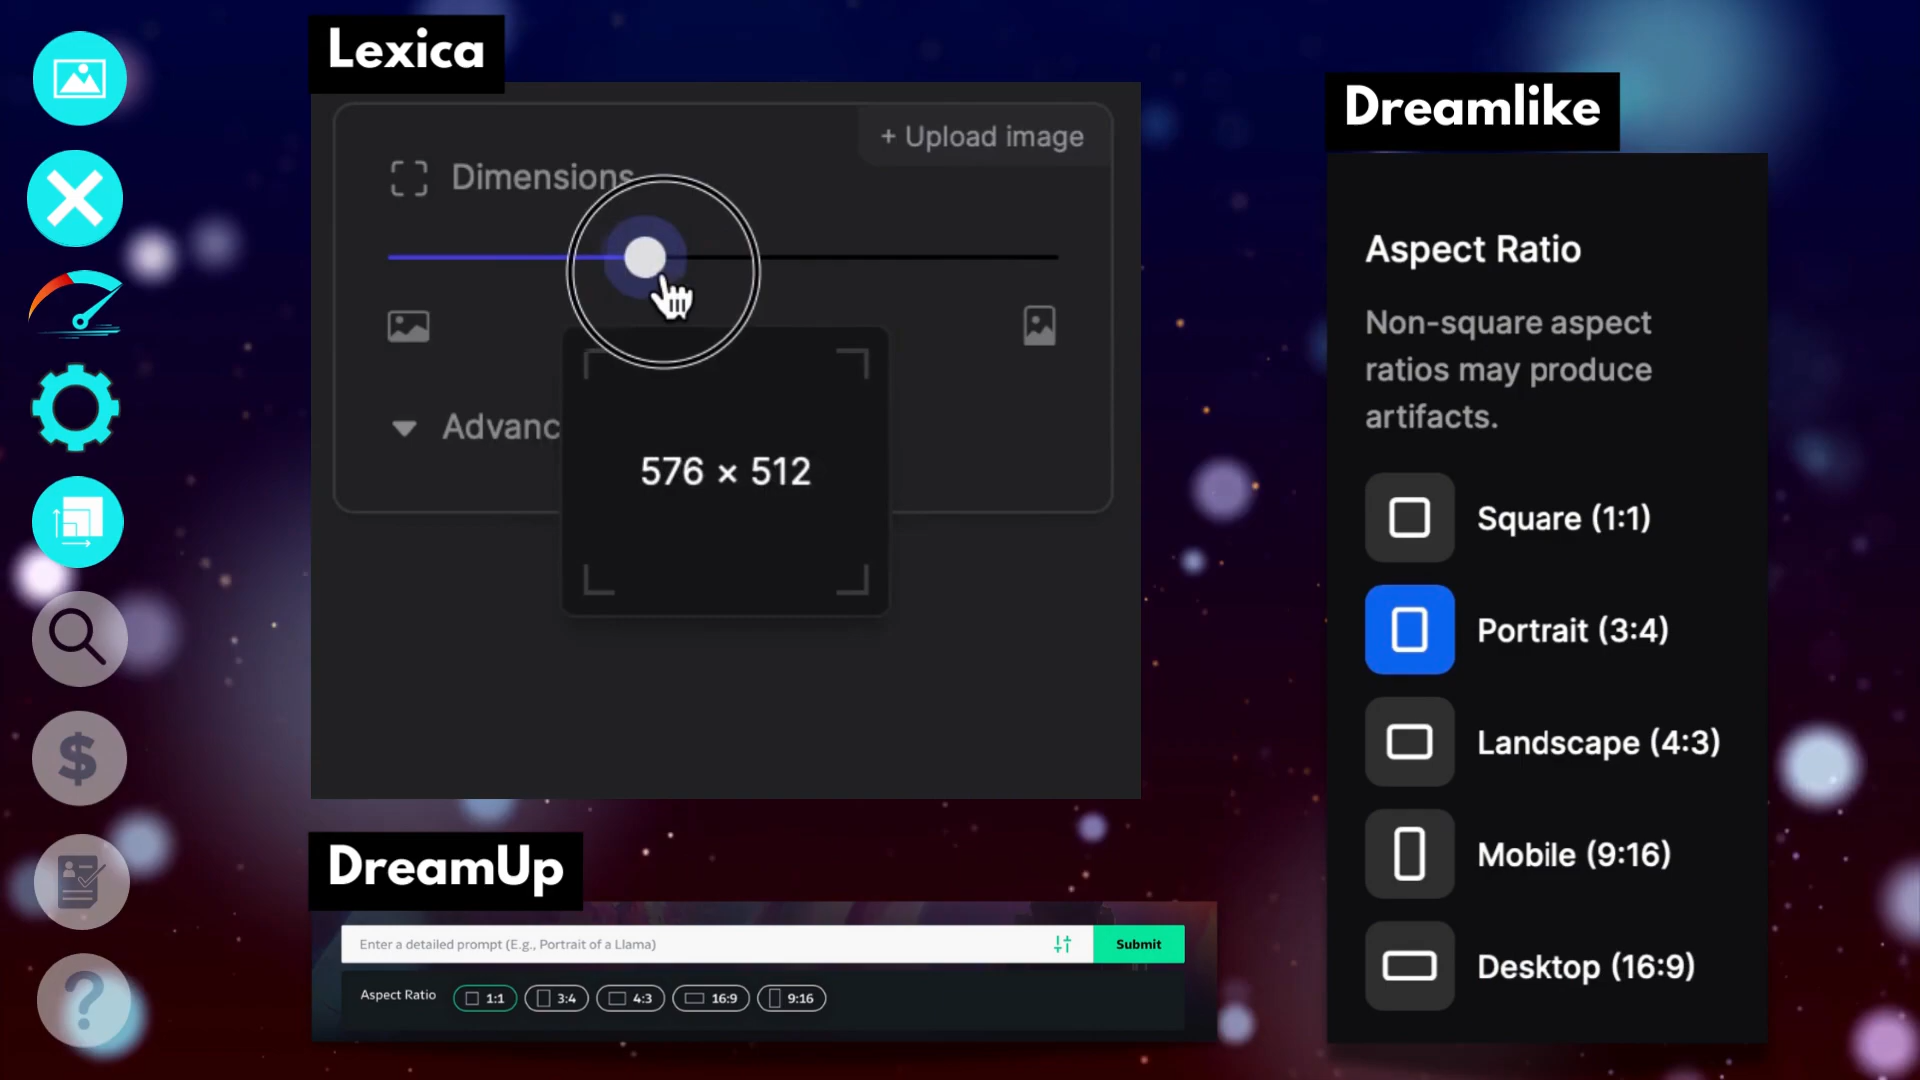 Lexica
+ Upload image
Dimensions
Advanc
576 × 512
DreamUp
Enter a detailed prompt (E.g., Portrait of a Llama)
Submit
Aspect Ratio
1:1
3:4
4:3
16:9
9:16
Dreamlike
Aspect Ratio
Non-square aspect
ratios may produce
artifacts.
Square (1:1)
Portrait (3:4)
Landscape (4:3)
Mobile (9:16)
Desktop (16:9)
$
?